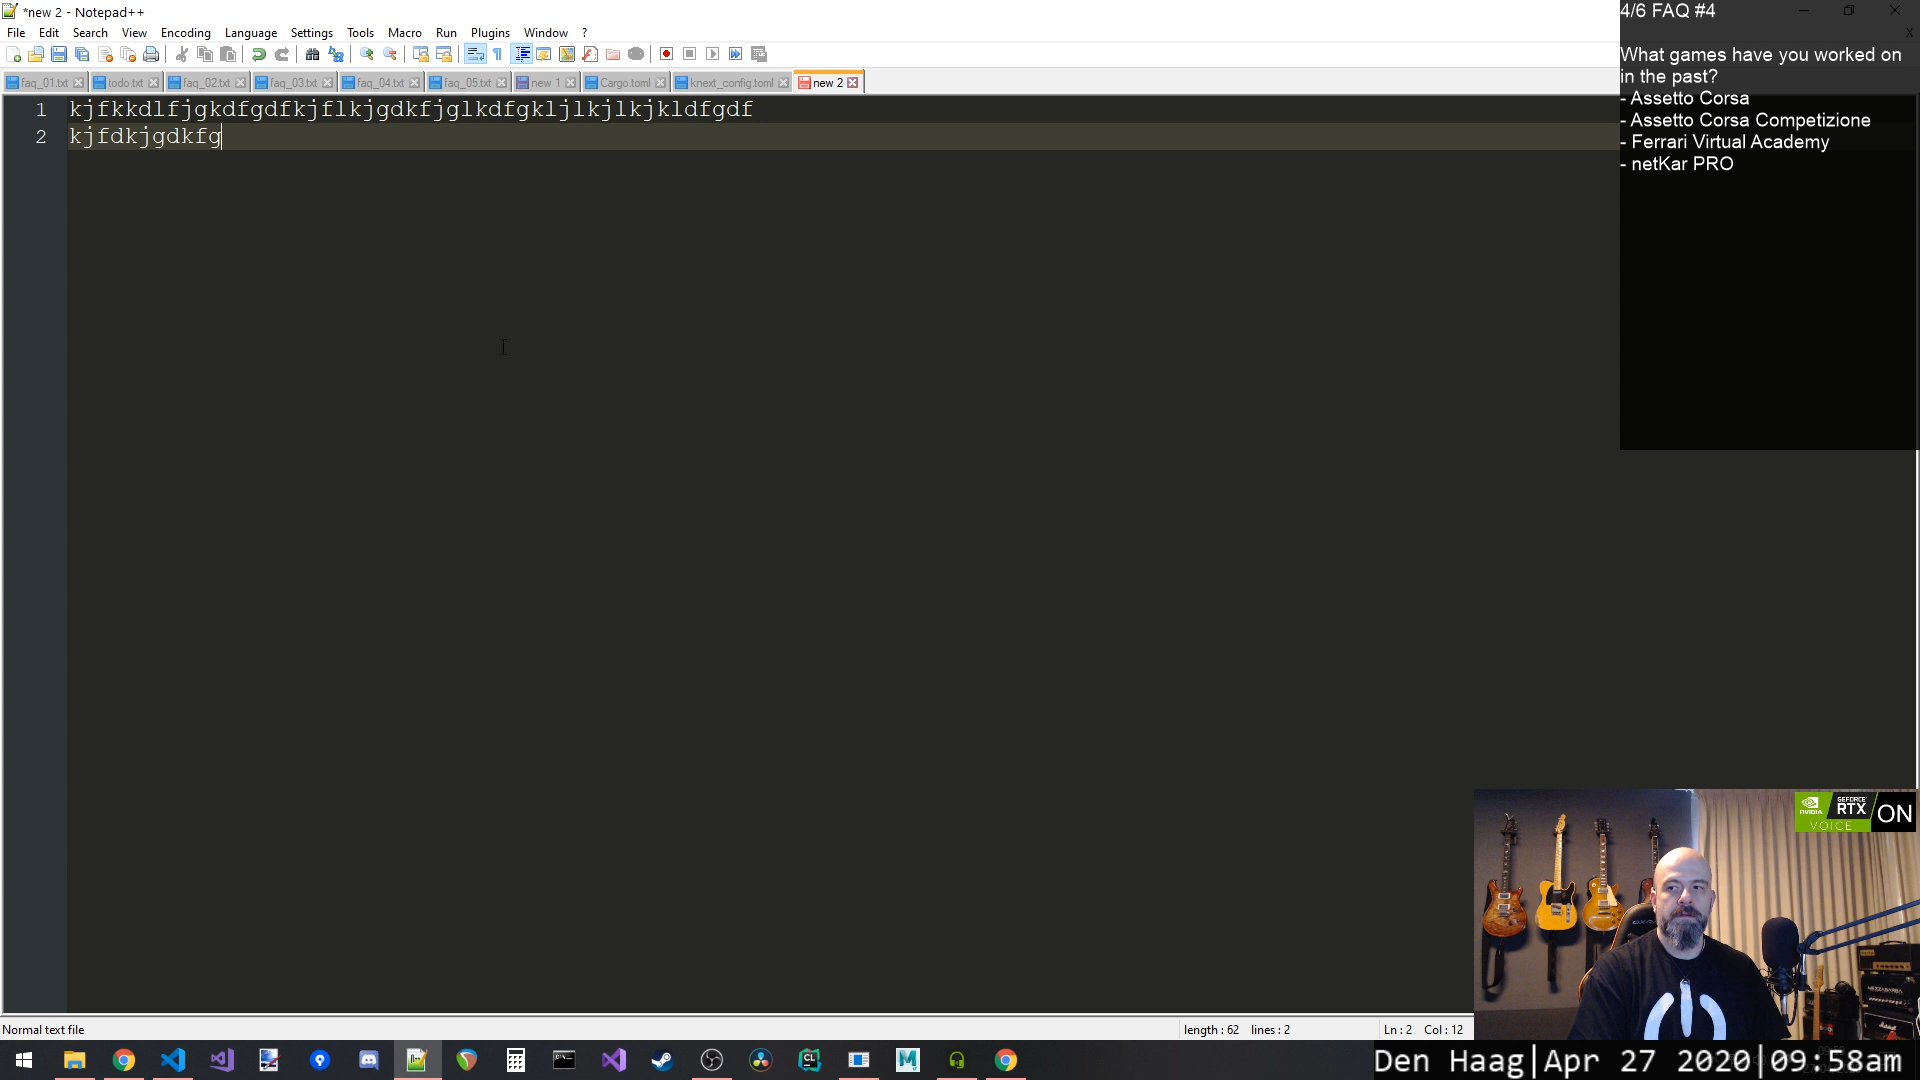 *new 2 - Notepad++
File Edit Search View Encoding Language Settings Tools Macro Run Plugins Window ?
faq_01.txt todo.txt faq_02.txt faq_03.txt faq_04.txt faq_05.txt new 1 Cargo.toml knext_config.toml new 2
1 kjfkkdlfjgkdfgdfkjflkjgdkfjglkdfgkljlkjlkjkldfgdf
2 kjfdkjgdkfg
4/6 FAQ #4
What games have you worked on
in the past?
- Assetto Corsa
- Assetto Corsa Competizione
- Ferrari Virtual Academy
- netKar PRO
NVIDIA GEFORCE RTX VOICE ON
Normal text file length : 62 lines : 2 Ln : 2 Col : 12
Den Haag|Apr 27 2020|09:58am